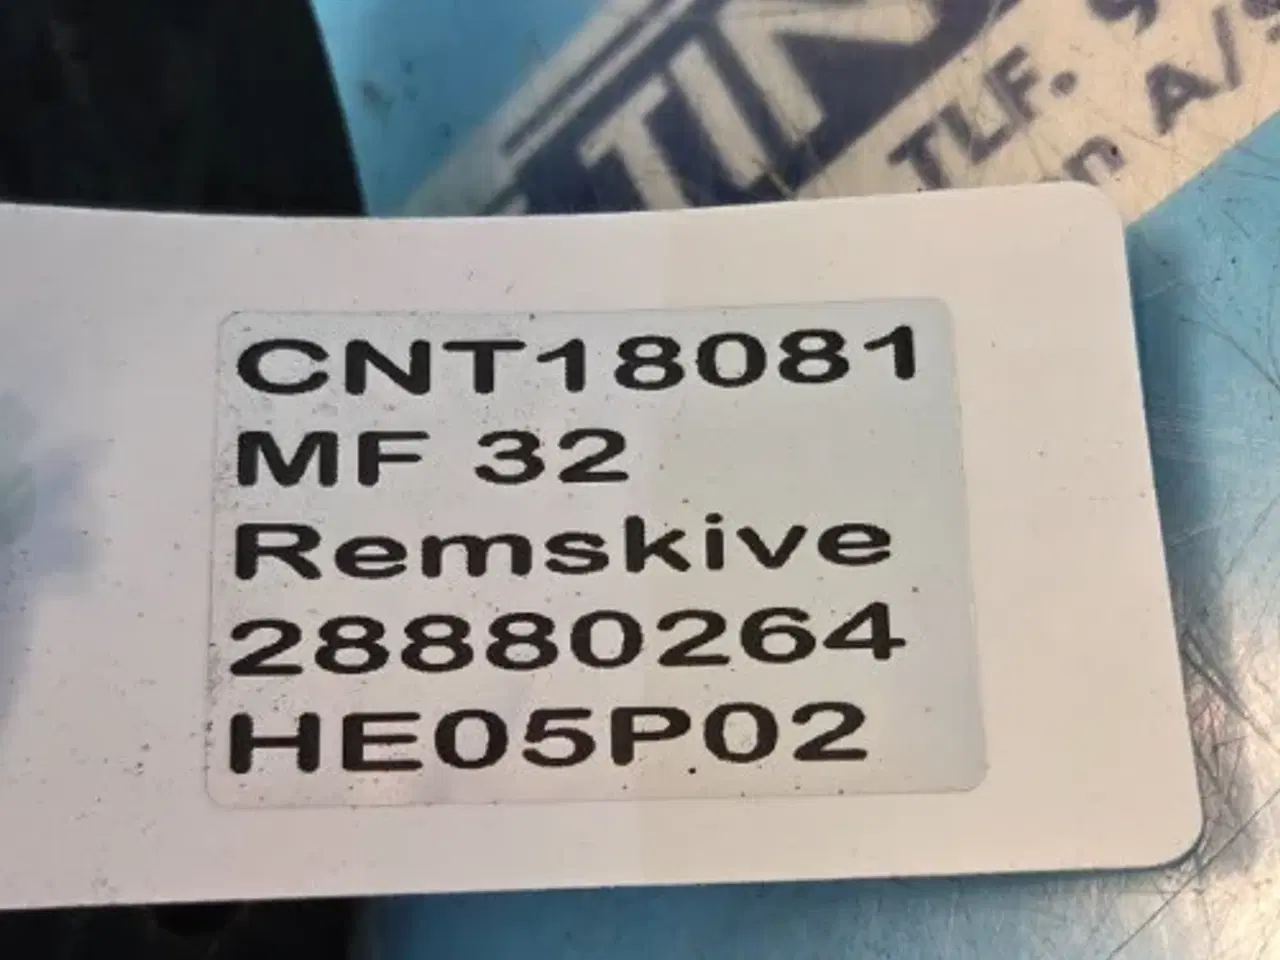 TLF.
A/S
CNT18081
MF 32
Remskive
28880264
HE05P02